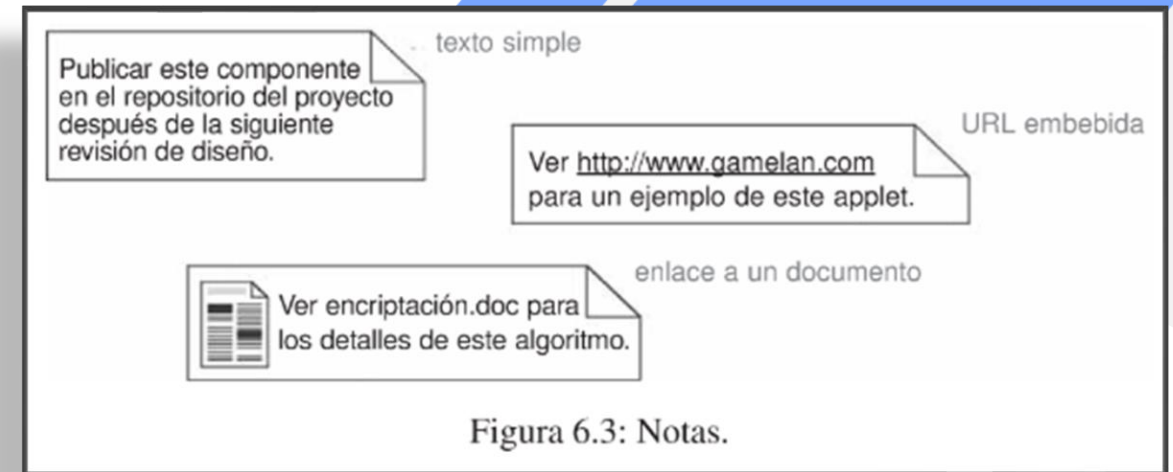 texto simple
Publicar este componente
en el repositorio del proyecto
después de la siguiente
revisión de diseño.
URL embebida
Ver http://www.gamelan.com
para un ejemplo de este applet.
enlace a un documento
Ver encriptación.doc para
los detalles de este algoritmo.
Figura 6.3: Notas.